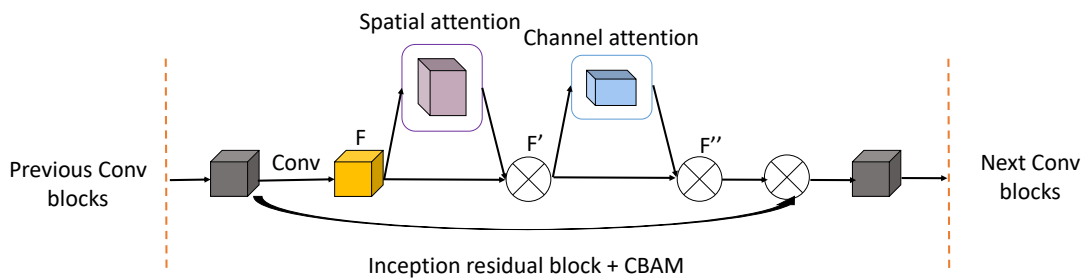 Spatial attention
Channel attention
F
F'
F''
Conv
Previous Conv
blocks
Next Conv
blocks
Inception residual block + CBAM